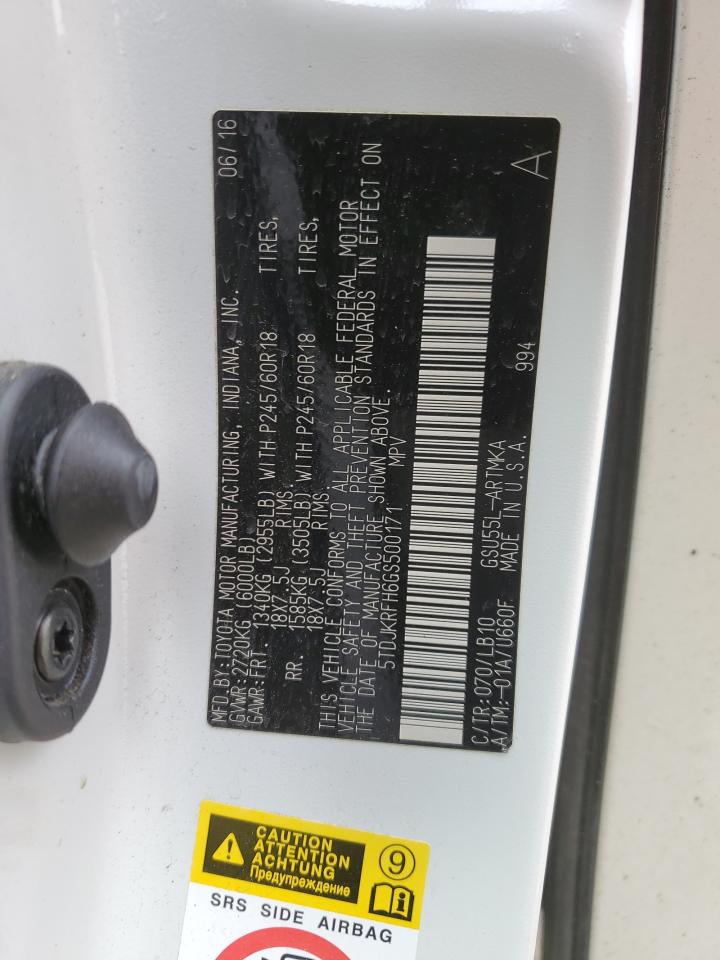 MFD.BY:TOYOTA MOTOR MANUFACTURING, INDIANA, INC. 06/16
GVWR:2720KG (6000LB)
GAWR:FRT. 1340KG (2955LB) WITH P245/60R18 TIRES,
18X7.5J RIMS.
RR. 1585KG (3505LB) WITH P245/60R18 TIRES,
18X7.5J RIMS.
THIS VEHICLE CONFORMS TO ALL APPLICABLE FEDERAL MOTOR
VEHICLE SAFETY AND THEFT PREVENTION STANDARDS IN EFFECT ON
THE DATE OF MANUFACTURE SHOWN ABOVE.
5TDJKRFH6GS500171 MPV
C/TR:070/LB10 GSU55L-ARTMKA
A/TM:-01A/U660F MADE IN U.S.A. 994 A
CAUTION
ATTENTION
ACHTUNG
Предупреждение
9
SRS SIDE AIRBAG